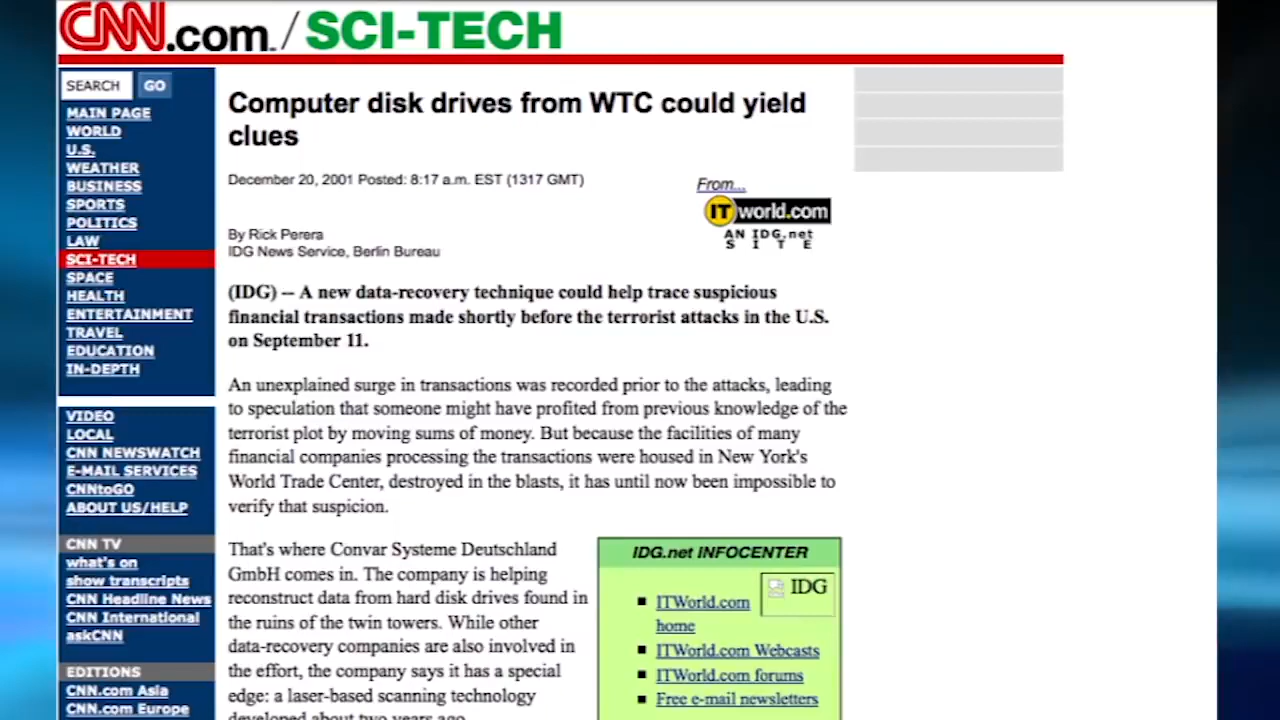 CNN.com / SCI-TECH
SEARCH GO
MAIN PAGE
WORLD
U.S.
WEATHER
BUSINESS
SPORTS
POLITICS
LAW
SCI-TECH
SPACE
HEALTH
ENTERTAINMENT
TRAVEL
EDUCATION
IN-DEPTH
VIDEO
LOCAL
CNN NEWSWATCH
E-MAIL SERVICES
CNNtoGO
ABOUT US/HELP
CNN TV
what's on
show transcripts
CNN Headline News
CNN International
askCNN
EDITIONS
CNN.com Asia
CNN.com Europe
Computer disk drives from WTC could yield
clues
December 20, 2001 Posted: 8:17 a.m. EST (1317 GMT)
From...
ITworld.com
AN IDG.net
SITE
By Rick Perera
IDG News Service, Berlin Bureau
(IDG) -- A new data-recovery technique could help trace suspicious
financial transactions made shortly before the terrorist attacks in the U.S.
on September 11.
An unexplained surge in transactions was recorded prior to the attacks, leading
to speculation that someone might have profited from previous knowledge of the
terrorist plot by moving sums of money. But because the facilities of many
financial companies processing the transactions were housed in New York's
World Trade Center, destroyed in the blasts, it has until now been impossible to
verify that suspicion.
That's where Convar Systeme Deutschland
GmbH comes in. The company is helping
reconstruct data from hard disk drives found in
the ruins of the twin towers. While other
data-recovery companies are also involved in
the effort, the company says it has a special
edge: a laser-based scanning technology
developed about two years ago
IDG.net INFOCENTER
IDG
ITWorld.com
home
ITWorld.com Webcasts
ITWorld.com forums
Free e-mail newsletters